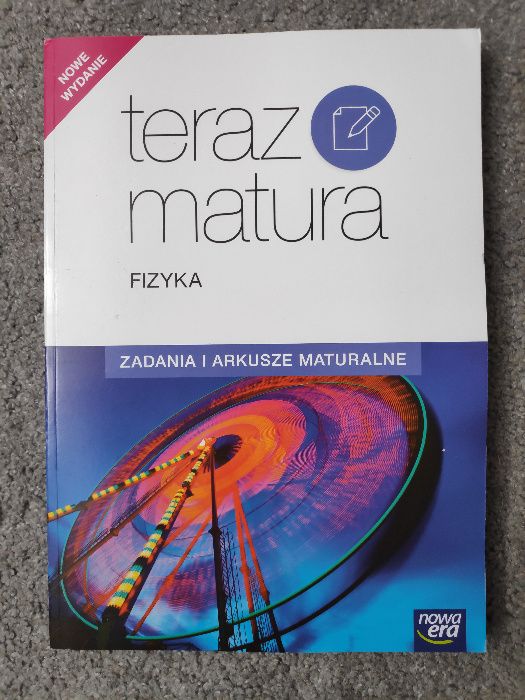 NOWE
WYDANIE
teraz
matura
FIZYKA
ZADANIA I ARKUSZE MATURALNE
nowa
era